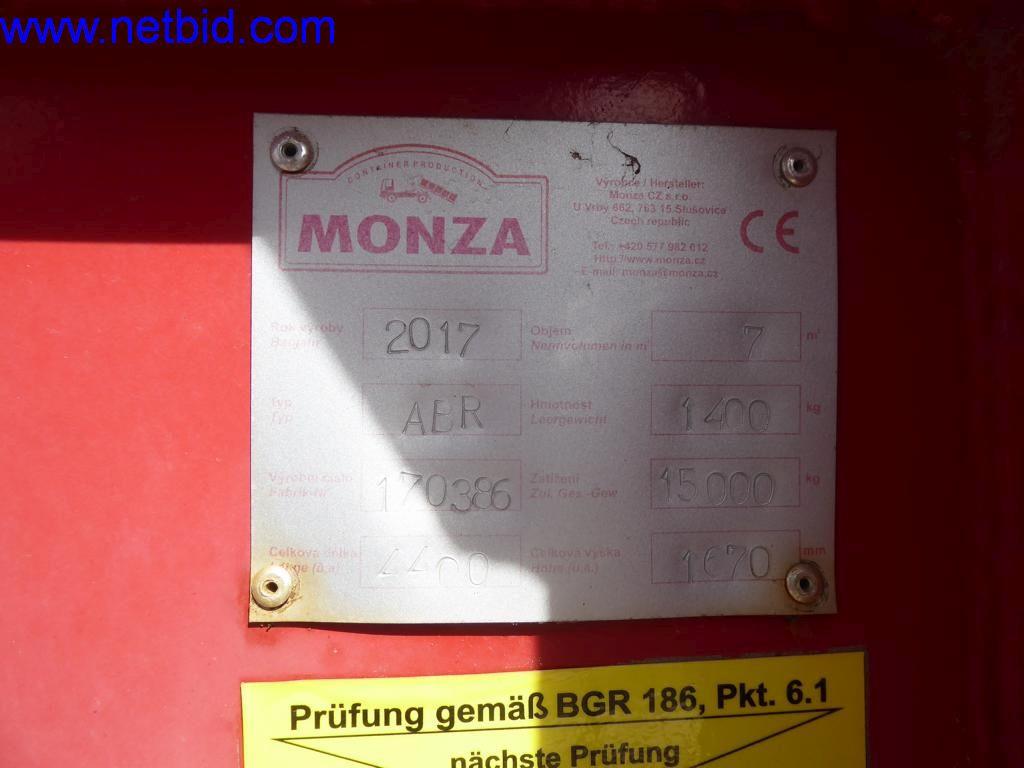 www.netbid.com
CONTAINER PRODUCTION
MONZA
Výrobce / Hersteller:
Monza CZ s.r.o.
U Vrby 662, 763 15 Slušovice
Czech republic
Tel.: +420 577 982 612
Http://www.monza.cz
E-mail: monza@monza.cz
CE
Rok výroby
Baujahr
2017
Objem
Nennvolumen in m³
7 m³
Typ
Typ
ABR
Hmotnost
Leergewicht
1400 kg
Výrobní číslo
Fabrik-Nr
170386
Zatížení
Zul. Ges.-Gew
15000 kg
Celková délka
Länge (ü.a)
4400
Celková výška
Höhe (ü.a.)
1670 mm
Prüfung gemäß BGR 186, Pkt. 6.1
nächste Prüfung